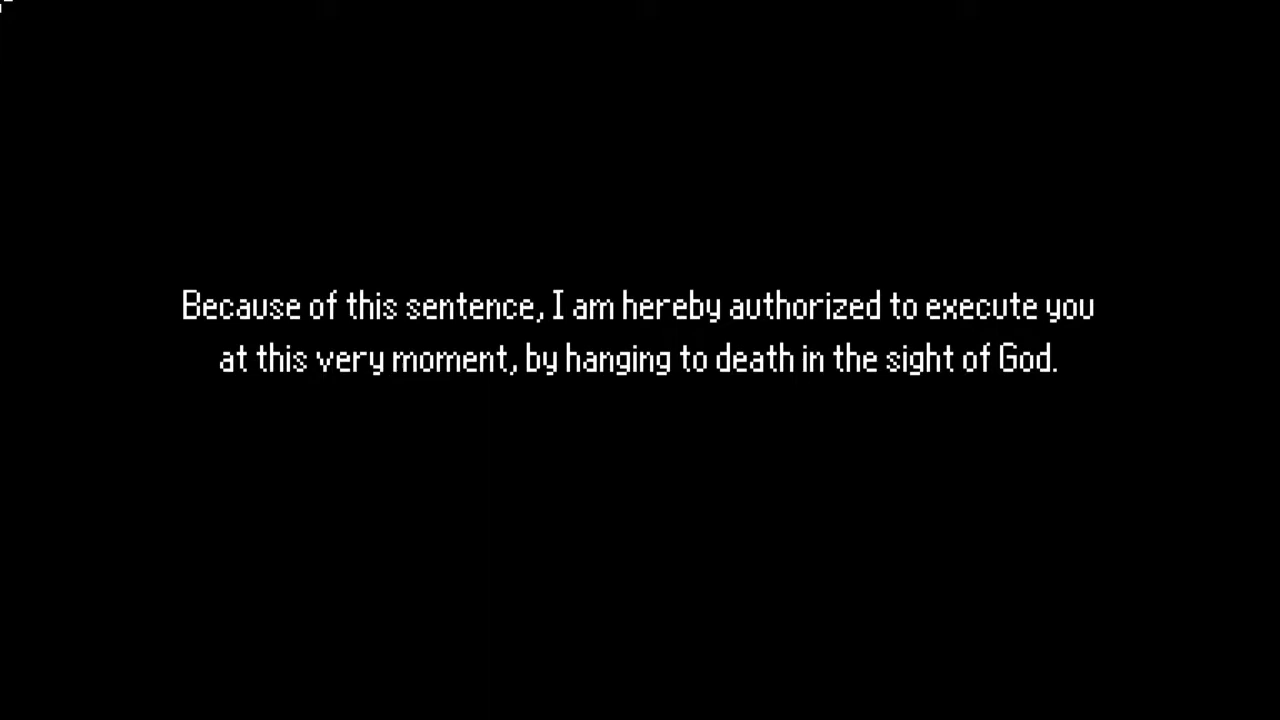 Because of this sentence, I am hereby authorized to execute you
at this very moment, by hanging to death in the sight of God.